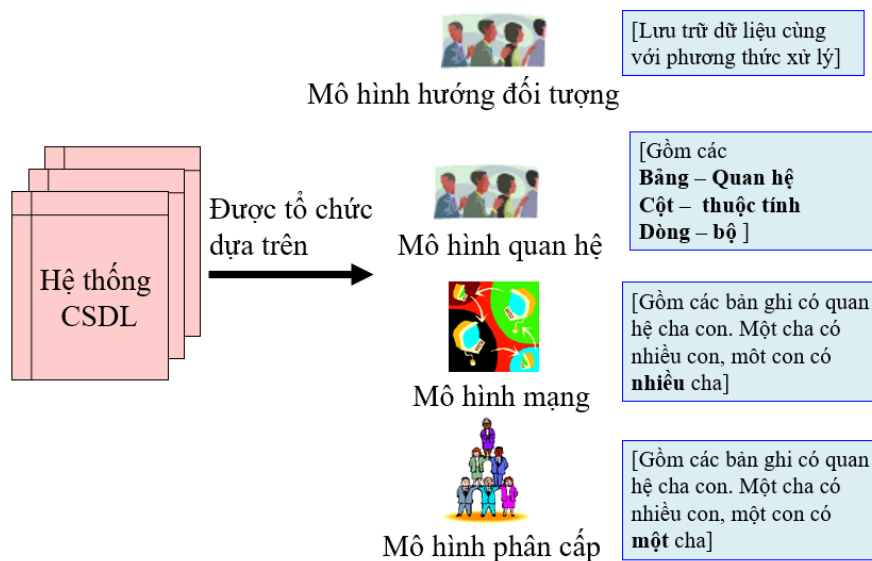 [Lưu trữ dữ liệu cùng
với phương thức xử lý]
Mô hình hướng đối tượng
[Gồm các
Bảng – Quan hệ
Cột – thuộc tính
Dòng – bộ ]
Được tổ chức
dựa trên
Mô hình quan hệ
Hệ thống
CSDL
[Gồm các bản ghi có quan
hệ cha con. Một cha có
nhiều con, môt con có
nhiều cha]
Mô hình mạng
[Gồm các bản ghi có quan
hệ cha con. Một cha có
nhiều con, một con có
một cha]
Mô hình phân cấp